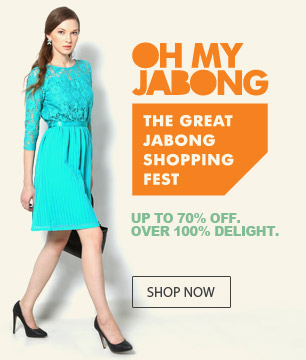 OH MY
JABONG
THE GREAT
JABONG
SHOPPING
FEST
UP TO 70% OFF.
OVER 100% DELIGHT.
SHOP NOW